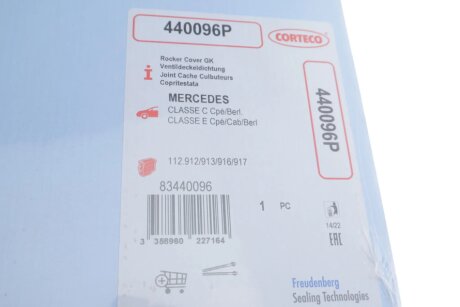 440096P
CORTECO
Rocker Cover GK
Ventildeckeldichtung
Joint Cache Culbuteurs
Copritestata
MERCEDES
CLASSE C Cpé/Berl.
CLASSE E Cpé/Cab/Berl
440096P
112.912/913/916/917
83440096
1 PC
14/22
EAC
3 358960 227164
Freudenberg
Sealing Technologies